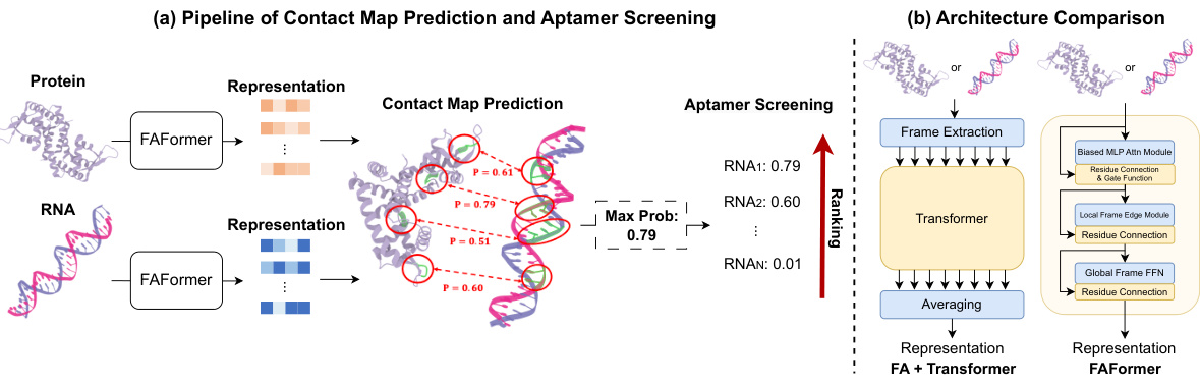 (a) Pipeline of Contact Map Prediction and Aptamer Screening
Protein
FAFormer
Representation
⋮
RNA
FAFormer
Representation
⋮
Contact Map Prediction
P = 0.61
P = 0.79
P = 0.51
P = 0.60
Max Prob:
0.79
Aptamer Screening
RNA1: 0.79
RNA2: 0.60
⋮
RNAN: 0.01
Ranking
(b) Architecture Comparison
or
Frame Extraction
Transformer
Averaging
Representation
FA + Transformer
or
Biased MLP Attn Module
Residue Connection
& Gate Function
Local Frame Edge Module
Residue Connection
Global Frame FFN
Residue Connection
Representation
FAFormer